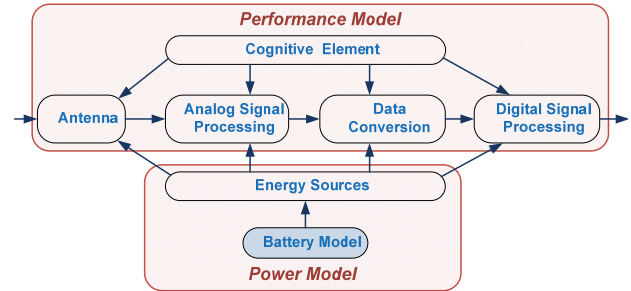 Performance Model
Cognitive Element
Antenna
Analog Signal
Processing
Data
Conversion
Digital Signal
Processing
Energy Sources
Battery Model
Power Model